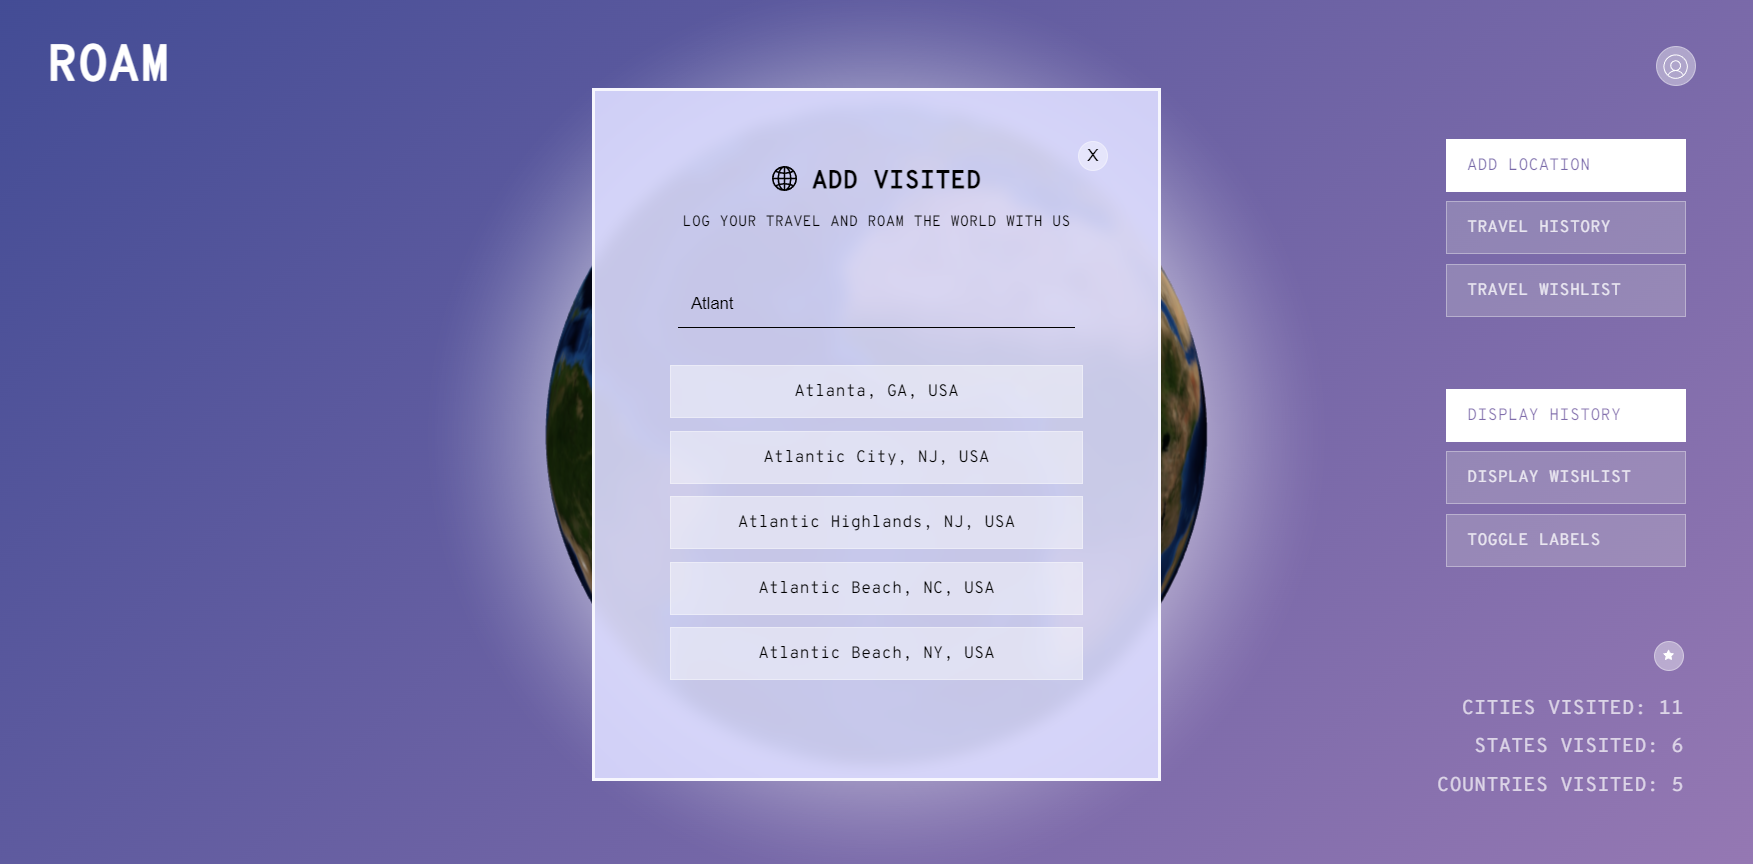 ROAM
X
ADD VISITED
LOG YOUR TRAVEL AND ROAM THE WORLD WITH US
Atlant
Atlanta, GA, USA
Atlantic City, NJ, USA
Atlantic Highlands, NJ, USA
Atlantic Beach, NC, USA
Atlantic Beach, NY, USA
ADD LOCATION
TRAVEL HISTORY
TRAVEL WISHLIST
DISPLAY HISTORY
DISPLAY WISHLIST
TOGGLE LABELS
CITIES VISITED: 11
STATES VISITED: 6
COUNTRIES VISITED: 5